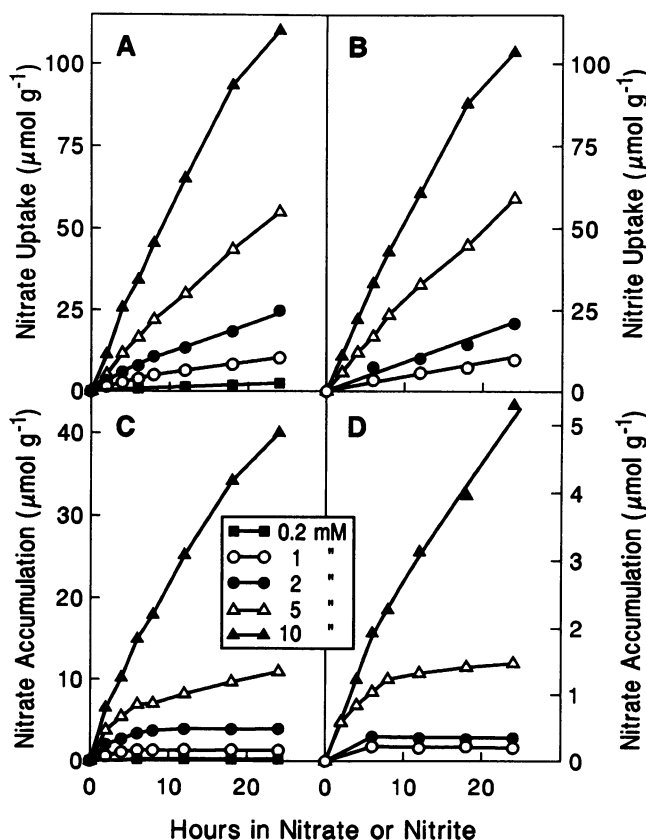 A
B
100
75
50
25
0
Nitrate Uptake (μmol g⁻¹)
100
75
50
25
0
Nitrite Uptake (μmol g⁻¹)
C
D
40
30
20
10
0
Nitrate Accumulation (μmol g⁻¹)
5
4
3
2
1
0
Nitrate Accumulation (μmol g⁻¹)
0.2 mM
1 "
2 "
5 "
10 "
0 10 20 0 10 20
Hours in Nitrate or Nitrite